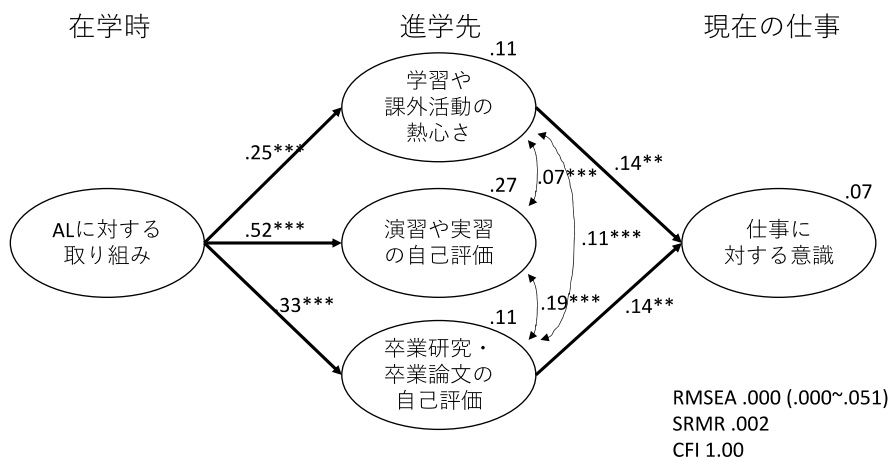 在学時
進学先
現在の仕事
.11
学習や
課外活動の
熱心さ
.25***
.14**
.07***
.27
.07
ALに対する
取り組み
.52***
演習や実習
の自己評価
.11***
仕事に
対する意識
.33***
.19***
.14**
.11
卒業研究・
卒業論文の
自己評価
RMSEA .000 (.000~.051)
SRMR .002
CFI 1.00